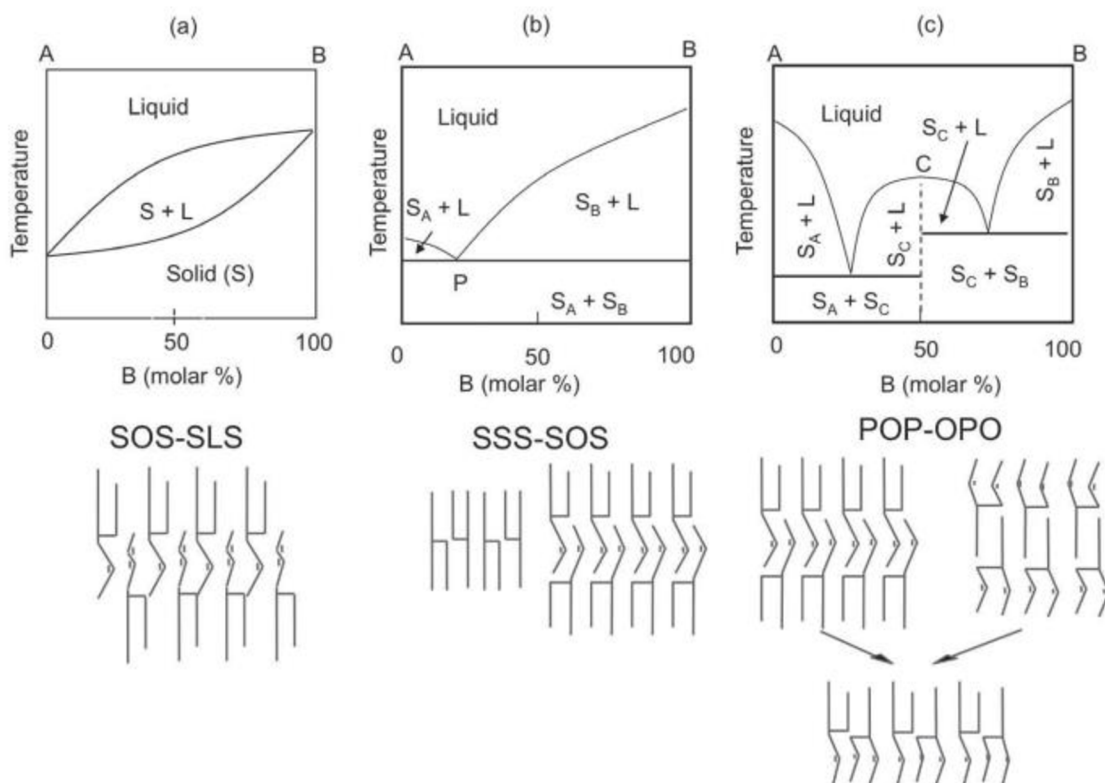 (a)
A
B
Liquid
S + L
Solid (S)
Temperature
0
50
100
B (molar %)
SOS-SLS
(b)
A
B
Liquid
S_A + L
S_B + L
P
S_A + S_B
Temperature
0
50
100
B (molar %)
SSS-SOS
(c)
A
B
Liquid
S_C + L
C
S_A + L
S_C + L
S_B + L
S_A + S_C
S_C + S_B
Temperature
0
50
100
B (molar %)
POP-OPO